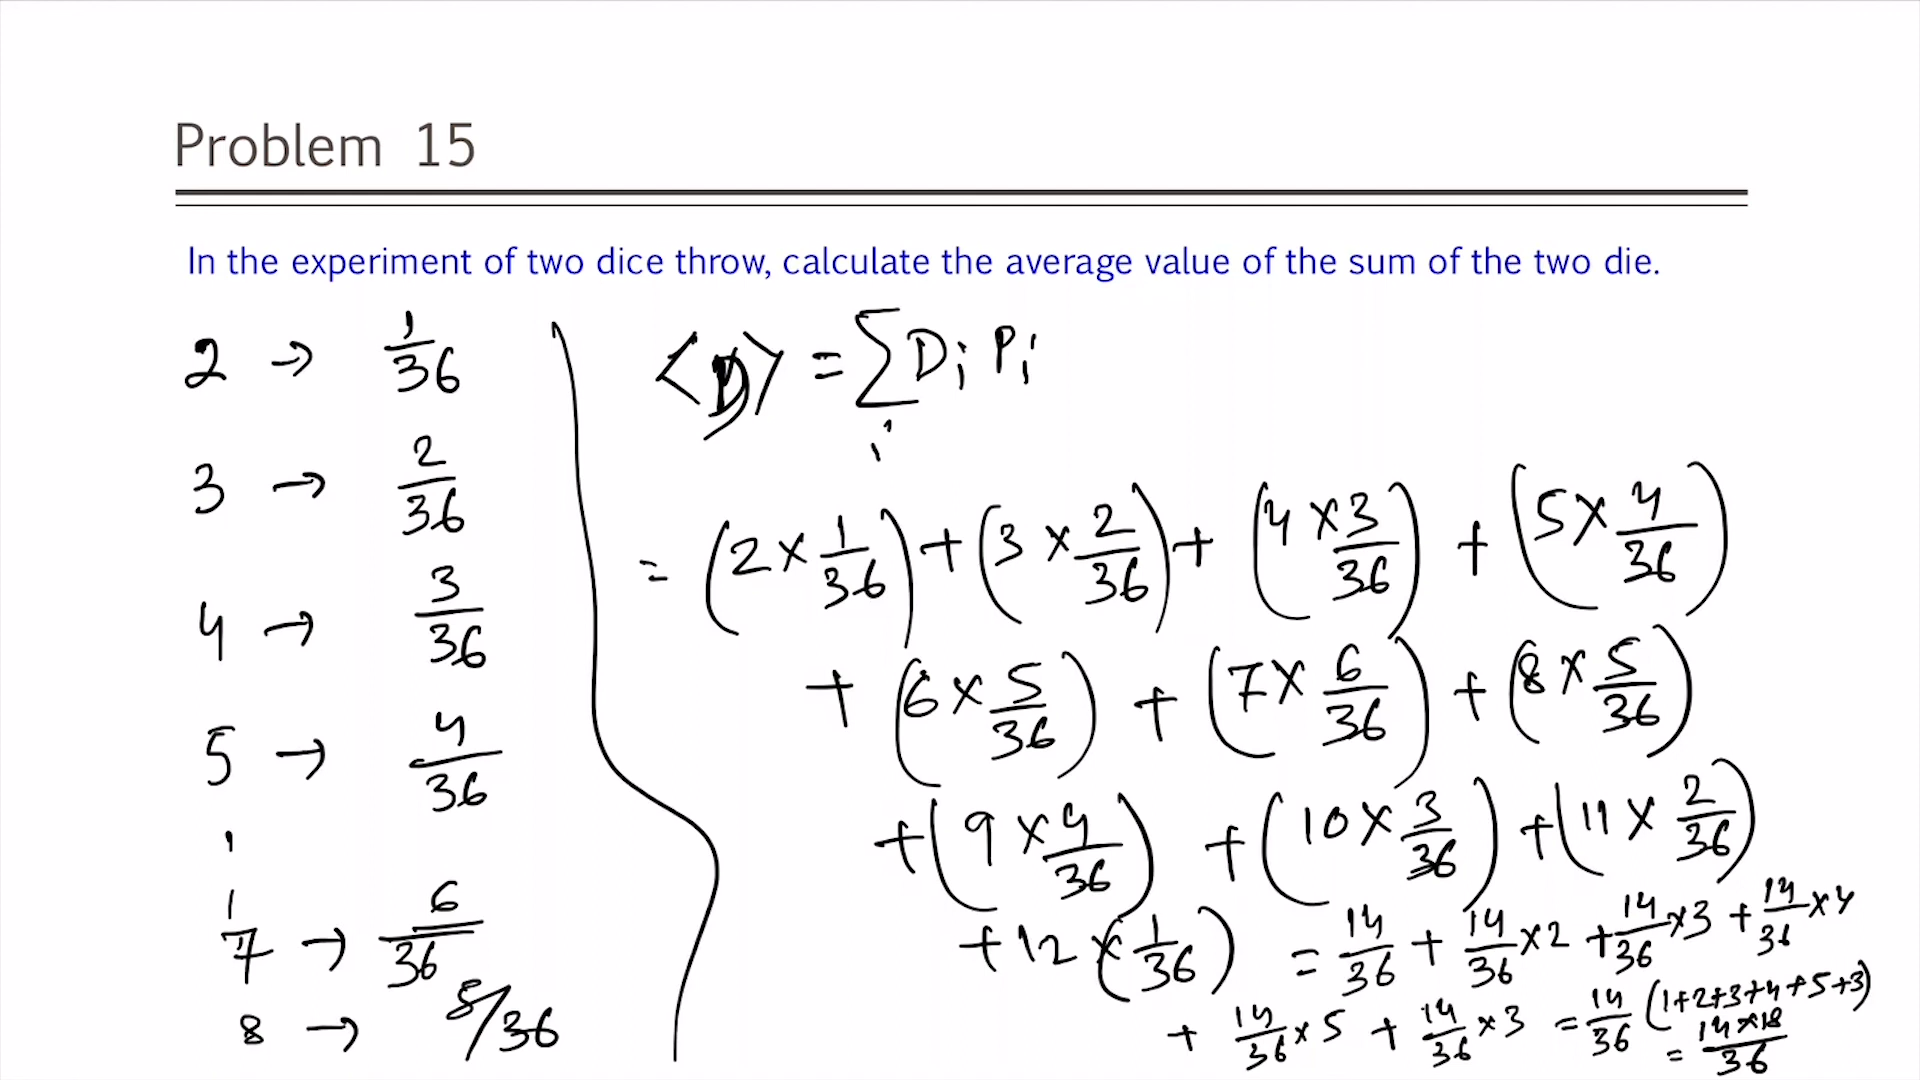 Problem 15
In the experiment of two dice throw, calculate the average value of the sum of the two die.
2 → 1/36
3 → 2/36
4 → 3/36
5 → 4/36
7 → 6/36
8 → 5/36
<D> = Σ_i D_i P_i
= (2 × 1/36) + (3 × 2/36) + (4 × 3/36) + (5 × 4/36)
+ (6 × 5/36) + (7 × 6/36) + (8 × 5/36)
+ (9 × 4/36) + (10 × 3/36) + (11 × 2/36)
+ 12 × (1/36) = 14/36 + 14/36 × 2 + 14/36 × 3 + 14/36 × 4
+ 14/36 × 5 + 14/36 × 3 = 14/36 (1+2+3+4+5+3)
= 14×18/36